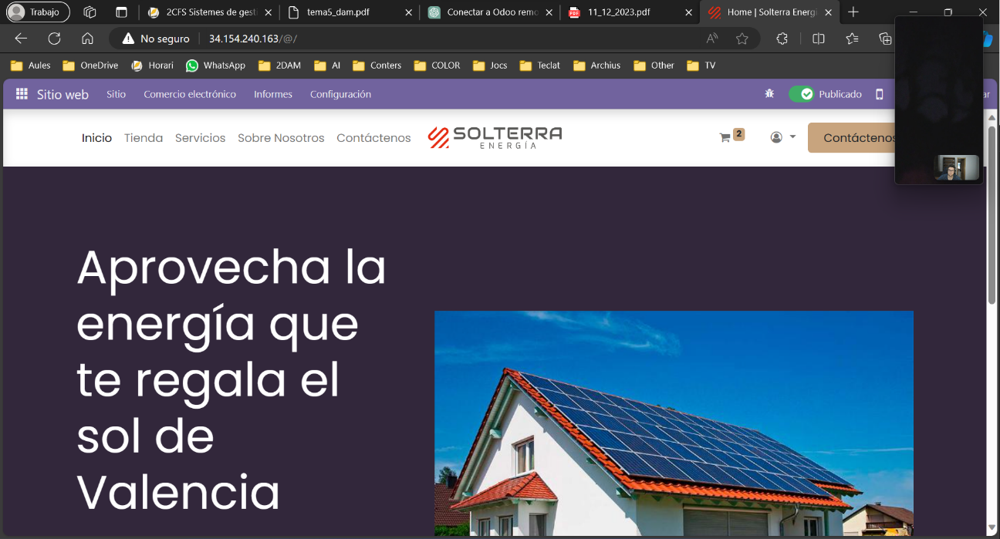 Trabajo
2CFS Sistemes de gesti
tema5_dam.pdf
Conectar a Odoo remo
11_12_2023.pdf
Home | Solterra Energí
No seguro
34.154.240.163/@/
Aules
OneDrive
Horari
WhatsApp
2DAM
AI
Conters
COLOR
Jocs
Teclat
Archius
Other
TV
Sitio web
Sitio
Comercio electrónico
Informes
Configuración
Publicado
ar
Inicio
Tienda
Servicios
Sobre Nosotros
Contáctenos
SOLTERRA
ENERGÍA
2
Contáctenos
Aprovecha la
energía que
te regala el
sol de
Valencia